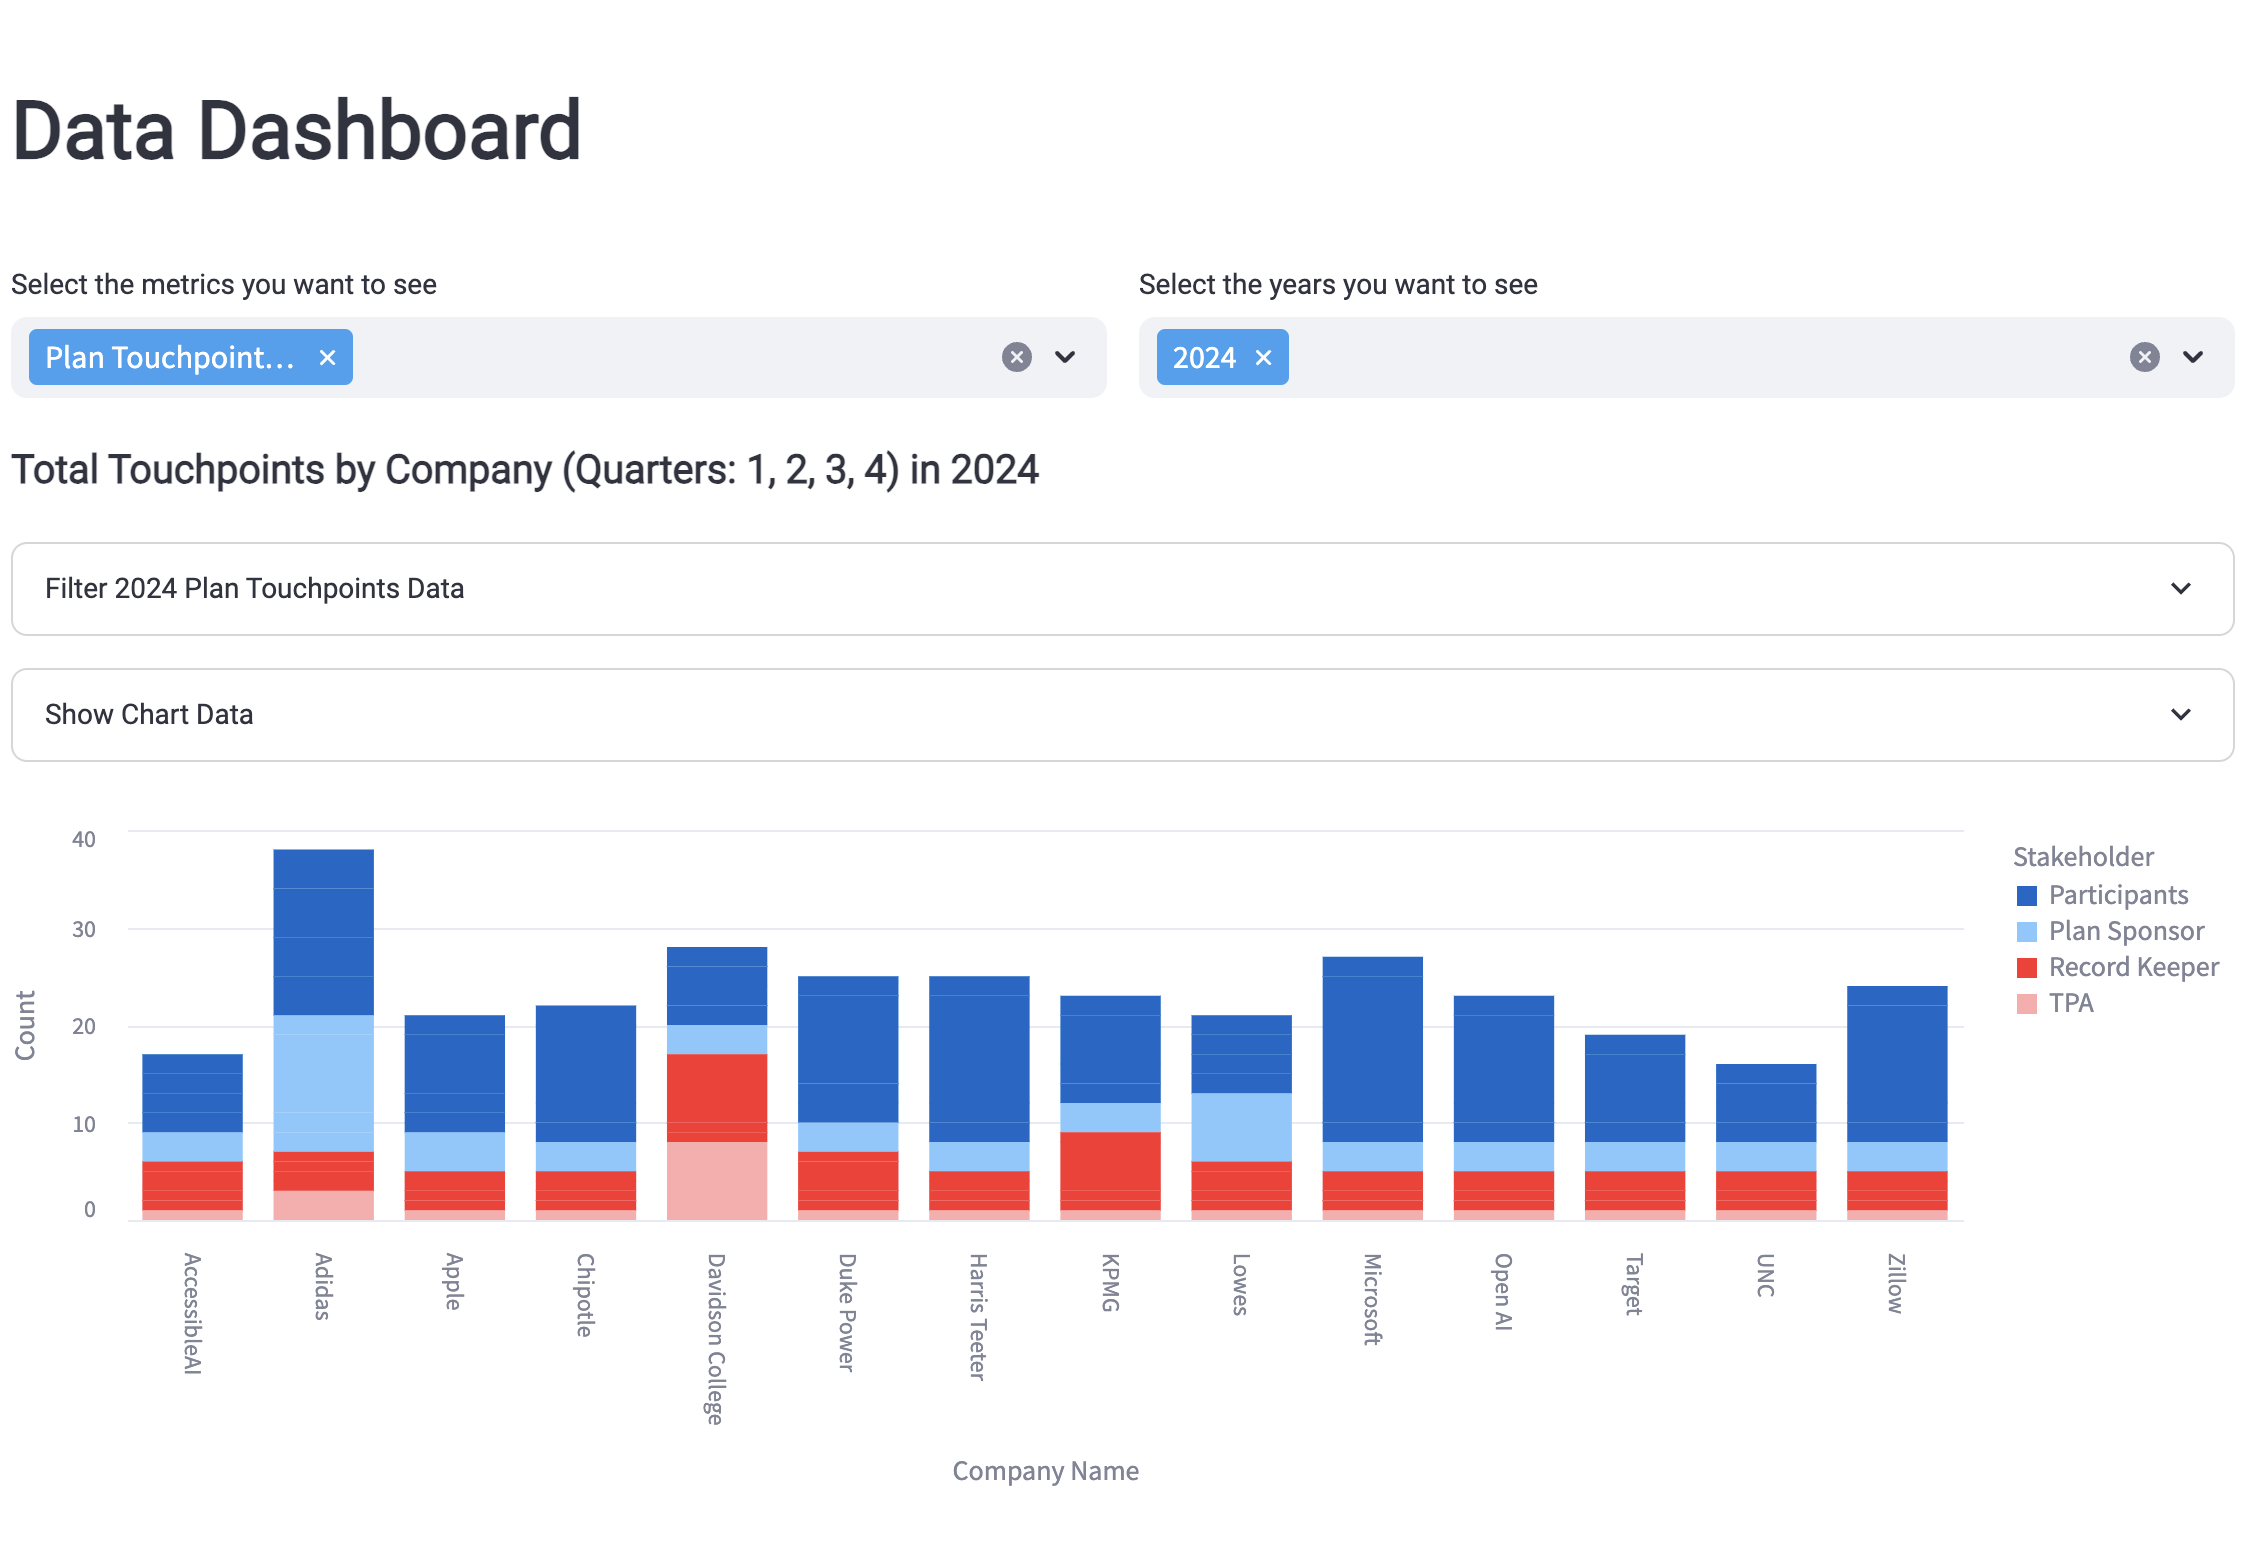 Data Dashboard
Select the metrics you want to see
Select the years you want to see
Plan Touchpoint...
2024
Total Touchpoints by Company (Quarters: 1, 2, 3, 4) in 2024
Filter 2024 Plan Touchpoints Data
Show Chart Data
40
30
20
10
0
Count
Stakeholder
Participants
Plan Sponsor
Record Keeper
TPA
AccessibleAI
Adidas
Apple
Chipotle
Davidson College
Duke Power
Harris Teeter
KPMG
Lowes
Microsoft
Open AI
Target
UNC
Zilllow
Company Name